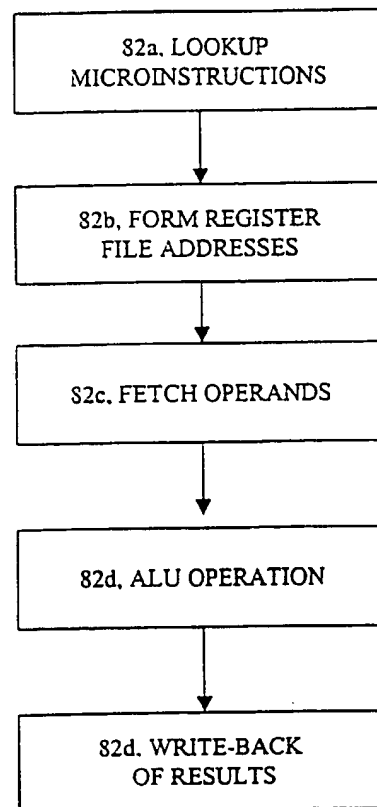 82a. LOOKUP
MICROINSTRUCTIONS
82b, FORM REGISTER
FILE ADDRESSES
82c. FETCH OPERANDS
82d, ALU OPERATION
82d. WRITE-BACK
OF RESULTS